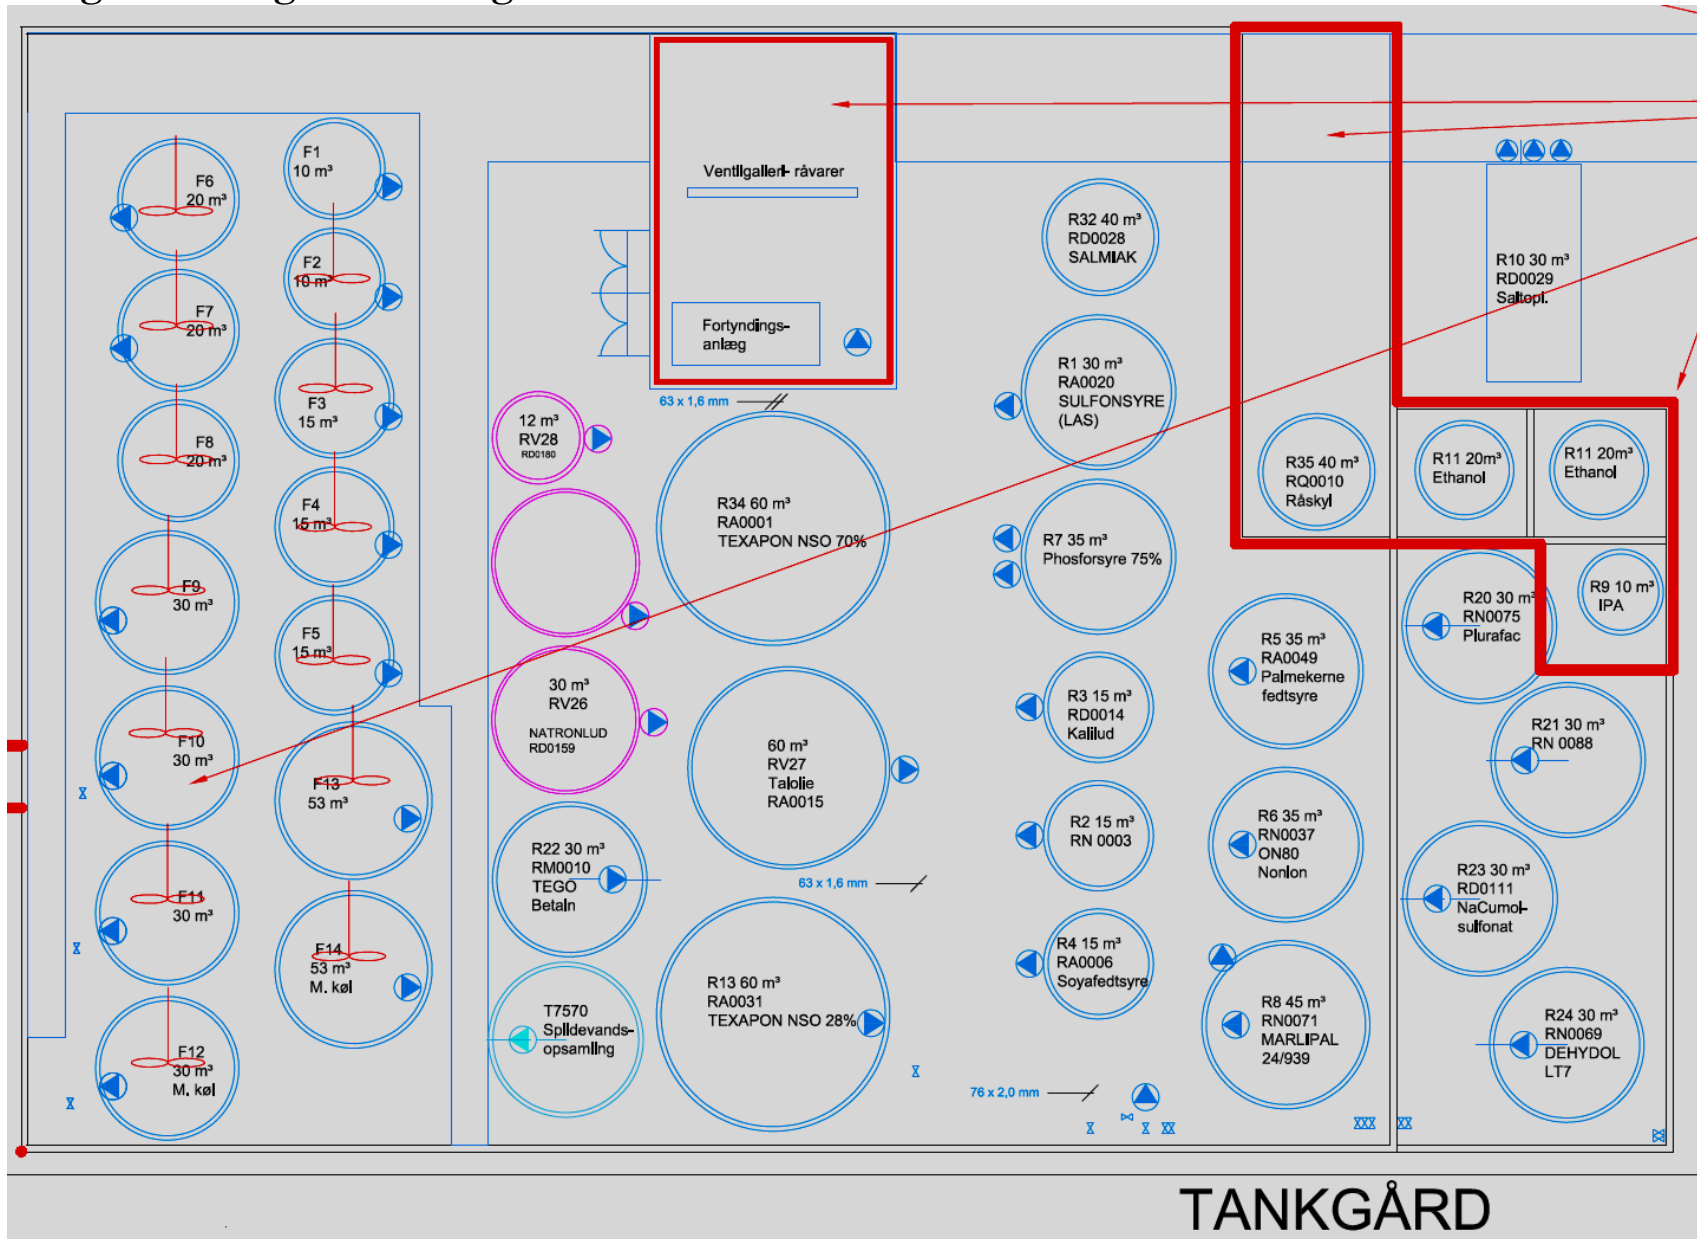 F6
20 m³
F7
20 m³
F8
20 m³
F9
30 m³
F10
30 m³
F11
30 m³
F12
30 m³
M. køl
F1
10 m³
F2
10 m³
F3
15 m³
F4
15 m³
F5
15 m³
F13
53 m³
F14
53 m³
M. køl
Ventilgalleri- råvarer
Fortyndings-
anlæg
63 x 1,6 mm
12 m³
RV28
RD0180
30 m³
RV26
NATRONLUD
RD0159
R22 30 m³
RM0010
TEGO
Betain
T7570
Spildevands-
opsamling
R34 60 m³
RA0001
TEXAPON NSO 70%
60 m³
RV27
Talolie
RA0015
63 x 1,6 mm
R13 60 m³
RA0031
TEXAPON NSO 28%
R32 40 m³
RD0028
SALMIAK
R1 30 m³
RA0020
SULFONSYRE
(LAS)
R7 35 m³
Phosforsyre 75%
R3 15 m³
RD0014
Kalilud
R2 15 m³
RN 0003
R4 15 m³
RA0006
Soyafedtsyre
76 x 2,0 mm
R35 40 m³
RQ0010
Råskyl
R5 35 m³
RA0049
Palmekerne
fedtsyre
R6 35 m³
RN0037
ON80
Nonion
R8 45 m³
RN0071
MARLIPAL
24/939
R10 30 m³
RD0029
Saltopl.
R11 20m³
Ethanol
R11 20m³
Ethanol
R9 10 m³
IPA
R20 30 m³
RN0075
Plurafac
R21 30 m³
RN 0088
R23 30 m³
RD0111
NaCumol-
sulfonat
R24 30 m³
RN0069
DEHYDOL
LT7
TANKGÅRD